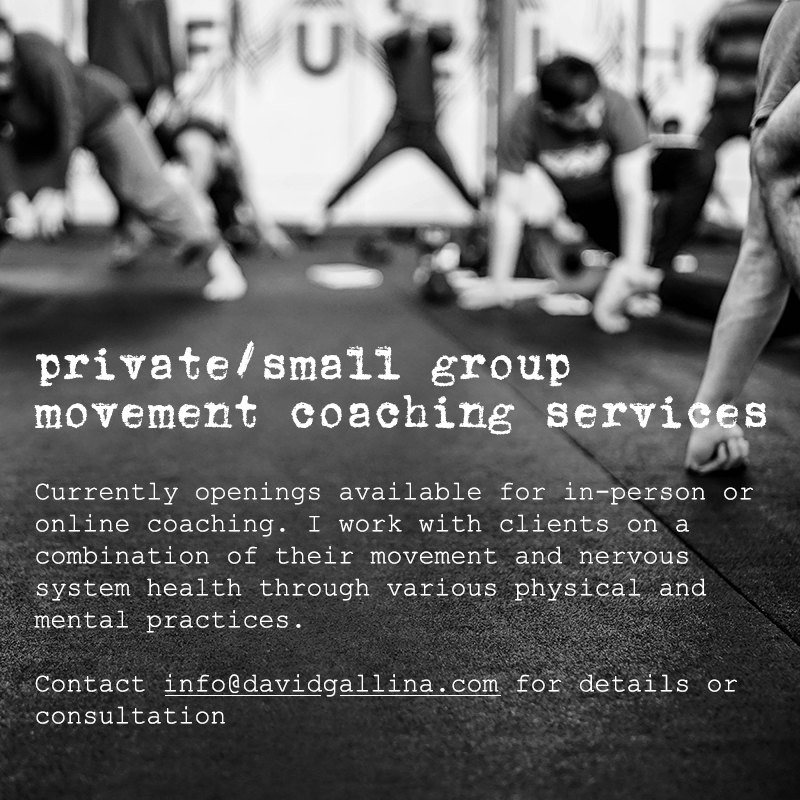 private/small group
movement coaching services
Currently openings available for in-person or
online coaching. I work with clients on a
combination of their movement and nervous
system health through various physical and
mental practices.
Contact info@davidgallina.com for details or
consultation